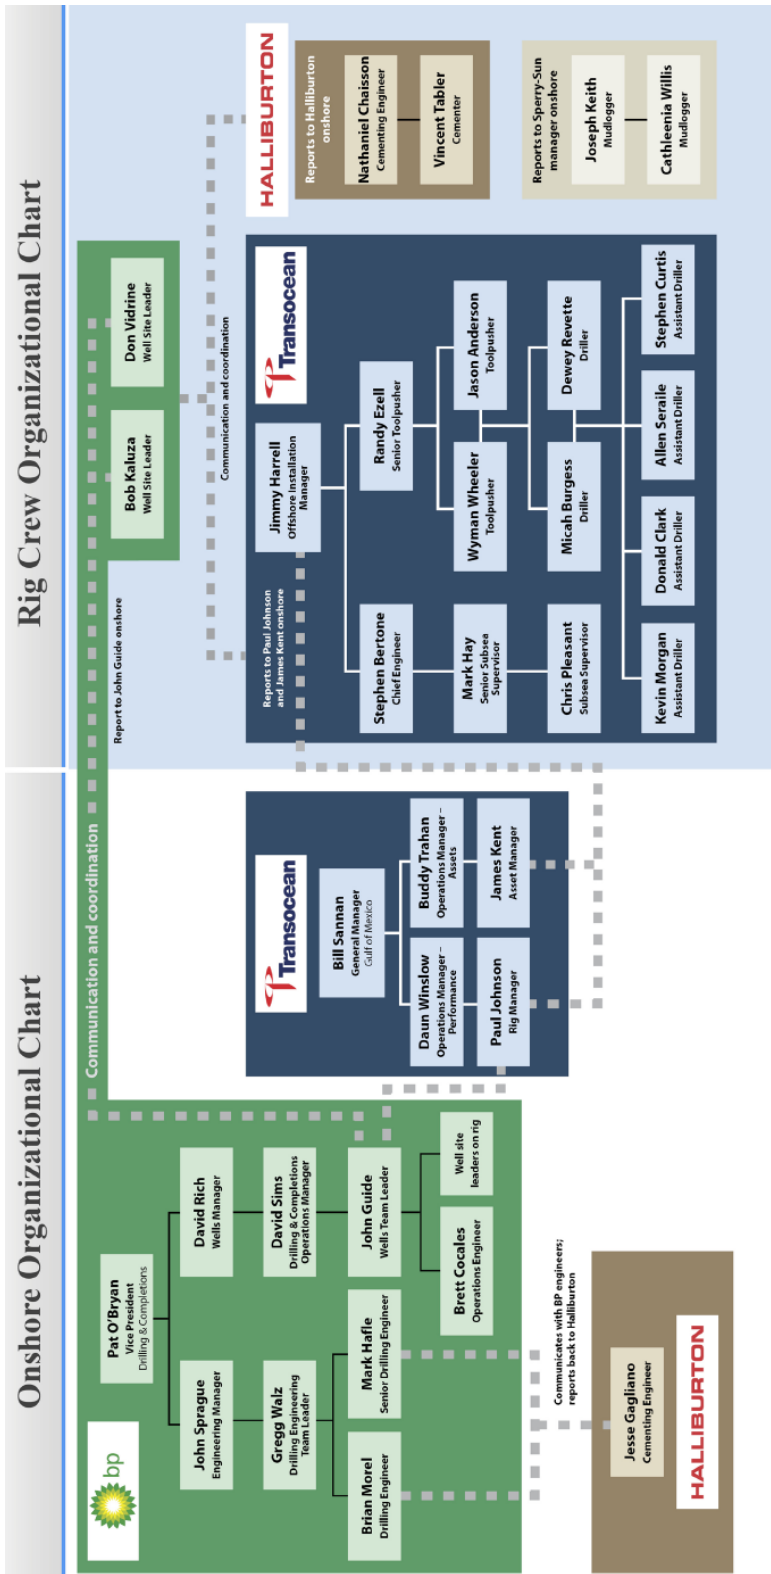 Onshore Organizational Chart
Rig Crew Organizational Chart
bp
Pat O'Bryan
Vice President
Drilling & Completions
John Sprague
Engineering Manager
David Rich
Wells Manager
Gregg Walz
Drilling Engineering
Team Leader
David Sims
Drilling & Completions
Operations Manager
Brian Morel
Drilling Engineer
Mark Hafle
Senior Drilling Engineer
John Guide
Wells Team Leader
Brett Cocales
Operations Engineer
Well site
leaders on rig
Communicates with BP engineers;
reports back to Halliburton
Jesse Gagliano
Cementing Engineer
HALLIBURTON
Communication and coordination
Transocean
Bill Sannan
General Manager
Gulf of Mexico
Daun Winslow
Operations Manager –
Performance
Buddy Trahan
Operations Manager –
Assets
Paul Johnson
Rig Manager
James Kent
Asset Manager
Report to John Guide onshore
Bob Kaluza
Well Site Leader
Don Vidrine
Well Site Leader
Communication and coordination
Reports to Paul Johnson
and James Kent onshore
Jimmy Harrell
Offshore Installation
Manager
Transocean
Stephen Bertone
Chief Engineer
Randy Ezell
Senior Toolpusher
Mark Hay
Senior Subsea
Supervisor
Wyman Wheeler
Toolpusher
Jason Anderson
Toolpusher
Chris Pleasant
Subsea Supervisor
Micah Burgess
Driller
Dewey Revette
Driller
Kevin Morgan
Assistant Driller
Donald Clark
Assistant Driller
Allen Seraile
Assistant Driller
Stephen Curtis
Assistant Driller
HALLIBURTON
Reports to Halliburton
onshore
Nathaniel Chaisson
Cementing Engineer
Vincent Tabler
Cementer
Reports to Sperry-Sun
manager onshore
Joseph Keith
Mudlogger
Cathleenia Willis
Mudlogger